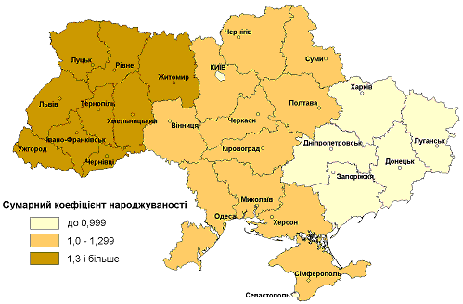 Чернігів
Суми
Луцьк
Рівне
Житомир
КИЇВ
Харків
Львів
Тернопіль
Полтава
Хмельницький
Черкаси
Вінниця
Луганськ
Івано-Франківськ
Кіровоград
Дніпропетровськ
Донецьк
Ужгород
Чернівці
Запоріжжя
Миколаїв
Одеса
Херсон
Сімферополь
Севастополь
Сумарний коефіцієнт народжуваності
до 0,999
1,0 - 1,299
1,3 і більше